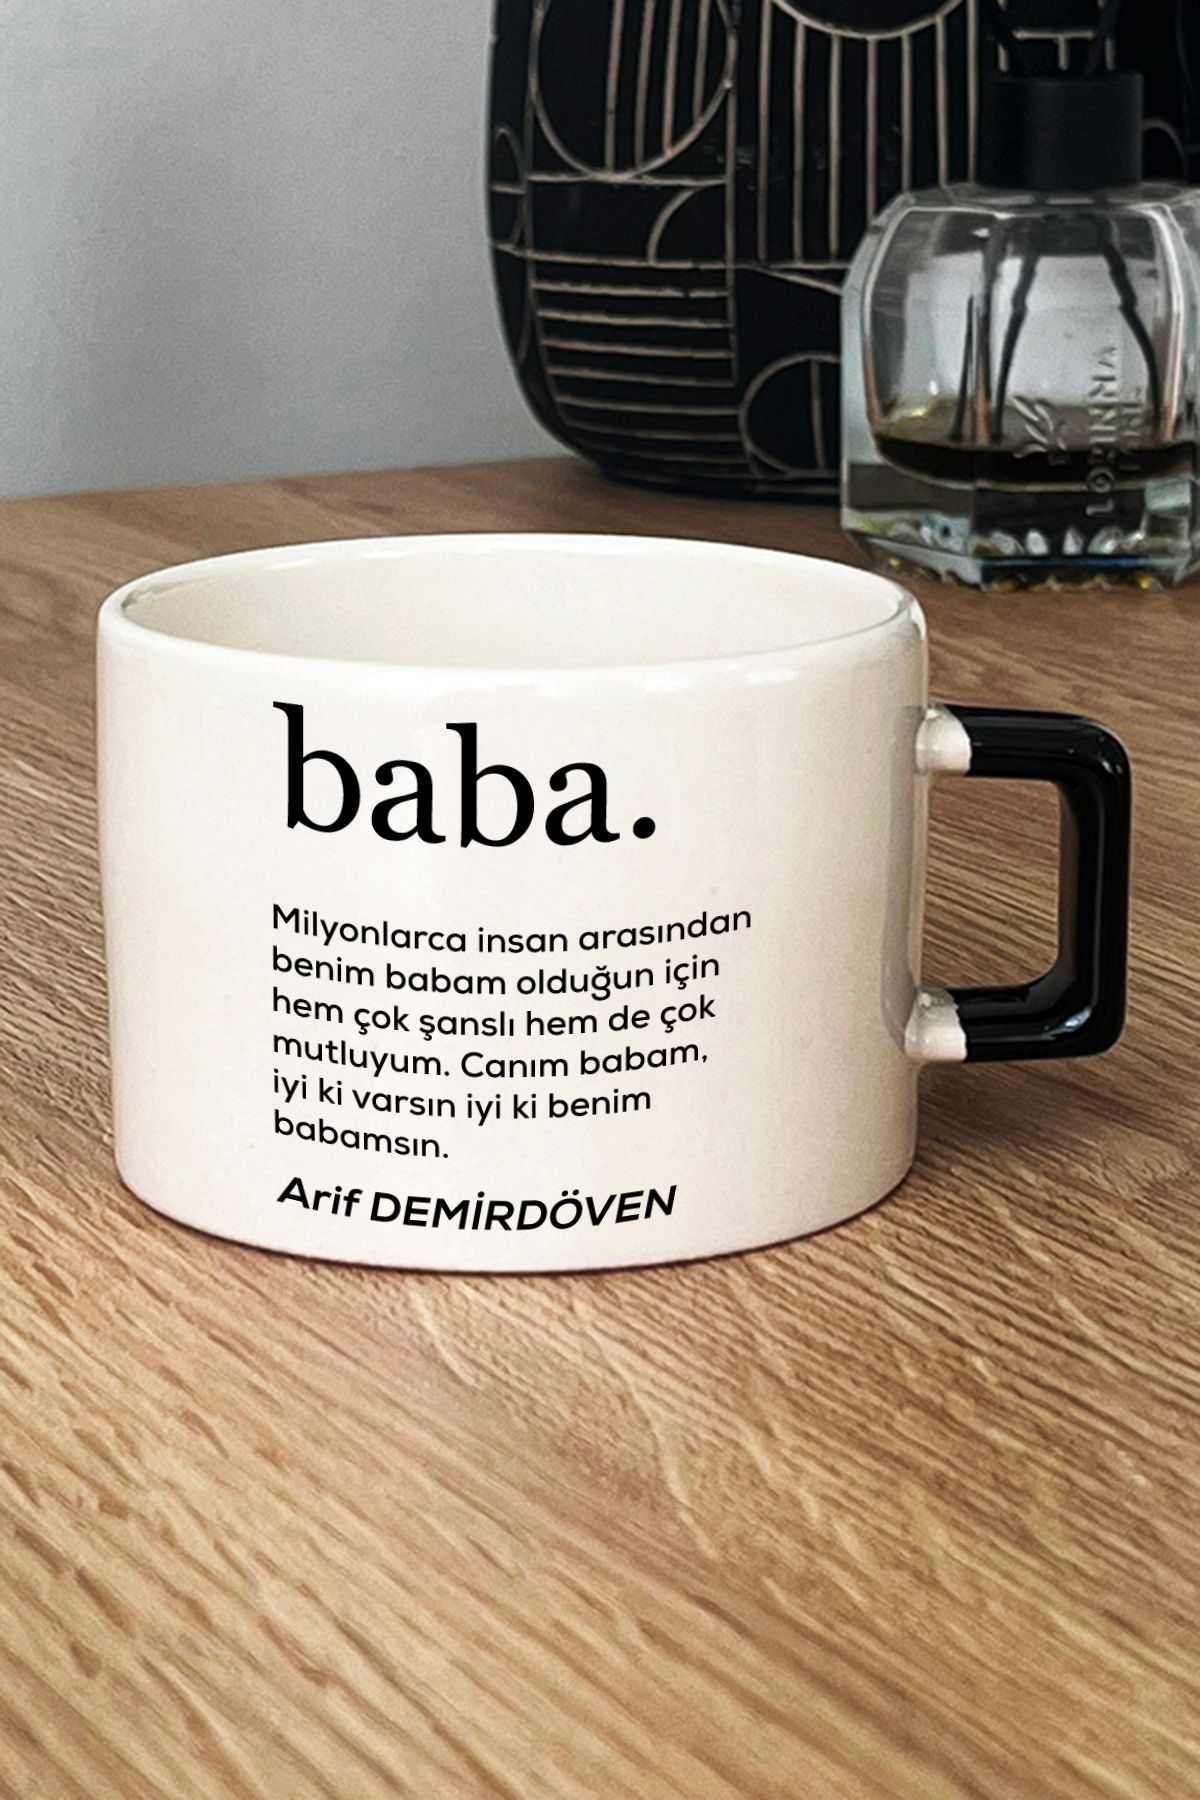 baba.
Milyonlarca insan arasından
benim babam olduğun için
hem çok şanslı hem de çok
mutluyum. Canım babam,
iyi ki varsın iyi ki benim
babamsın.
Arif DEMİRDÖVEN
LORINNA